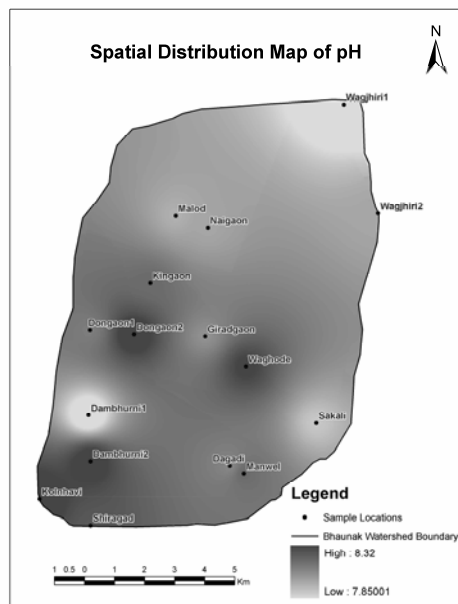 Spatial Distribution Map of pH
N
Wagjhiri1
Wagjhiri2
Malod
Naigaon
Kingaon
Dongaon1
Dongaon2
Giradgaon
Waghode
Dambhurni1
Sakali
Dambhurni2
Dagadi
Manwel
Kolnhavi
Shiragad
Legend
Sample Locations
Bhaunak Watershed Boundary
High : 8.32
Low : 7.85001
1 0.5 0 1 2 3 4 5
Km